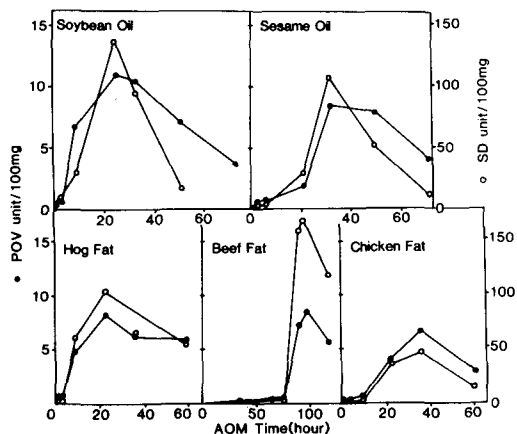 Soybean Oil
Sesame Oil
15
10
5
0 20 40 60
0 20 40 60
150
100
50
0
Hog Fat
Beef Fat
Chicken Fat
15
10
5
0 20 40 60
50 100
0 20 40 60
150
100
50
0
● POV unit/100mg
○ SD unit/100mg
AOM Time(hour)